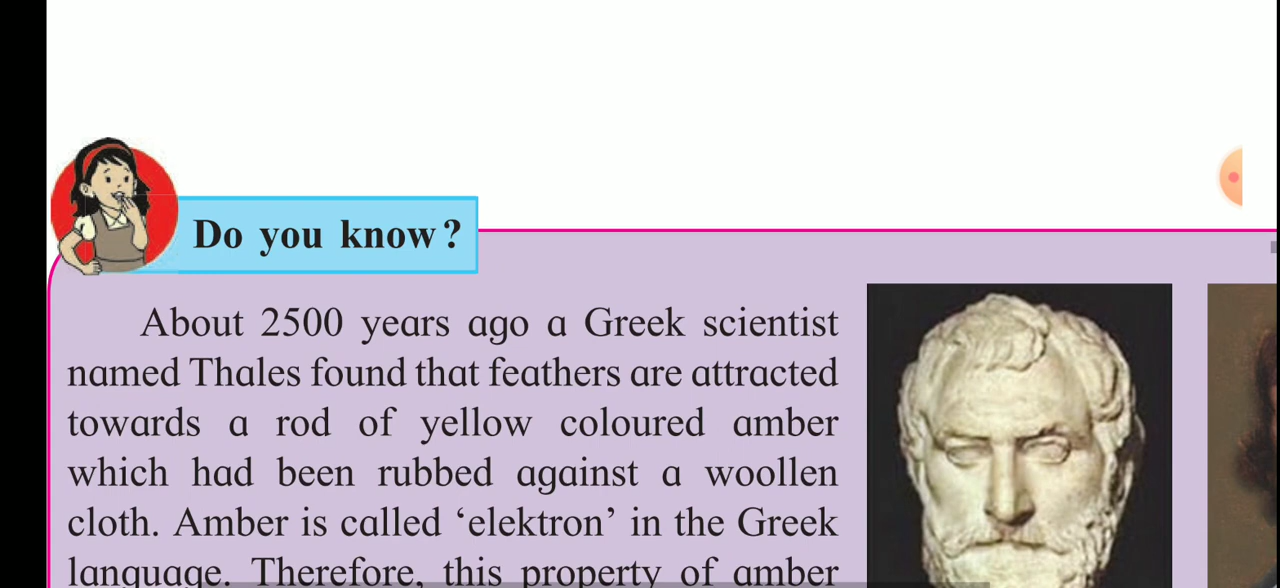 Do you know?
About 2500 years ago a Greek scientist
named Thales found that feathers are attracted
towards a rod of yellow coloured amber
which had been rubbed against a woollen
cloth. Amber is called ‘elektron’ in the Greek
language. Therefore, this property of amber